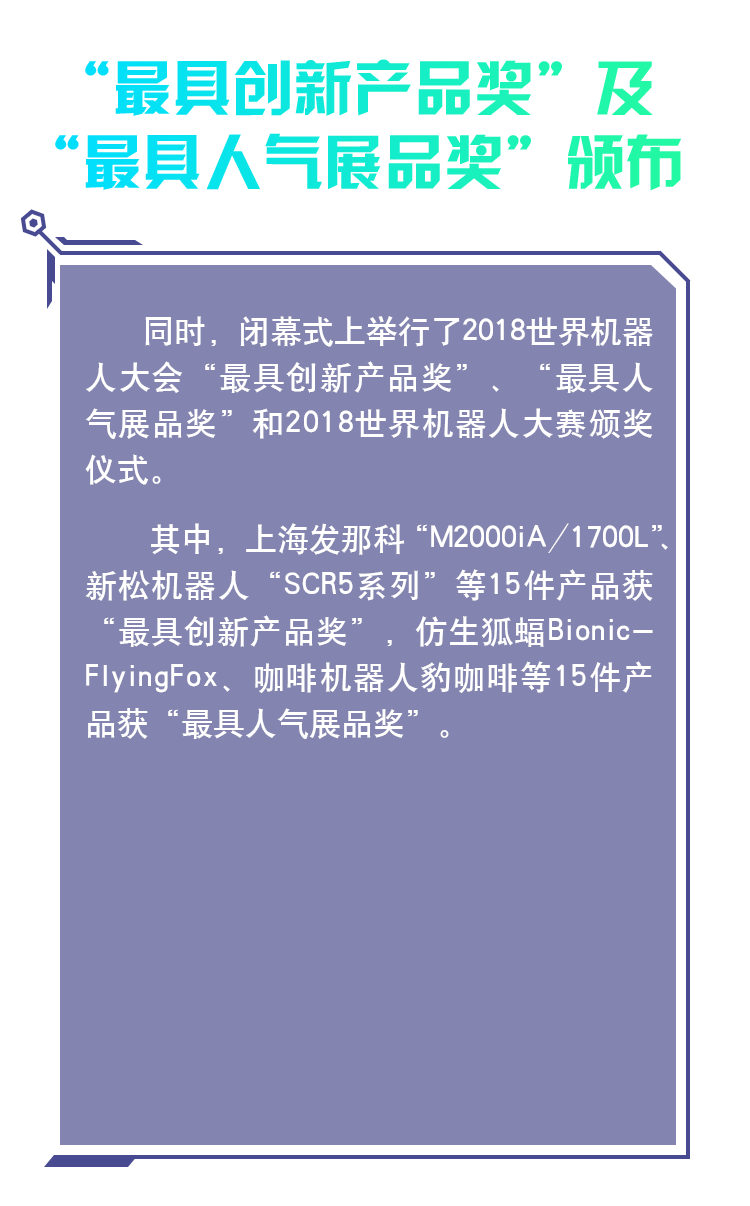 “最具创新产品奖”及
“最具人气展品奖”颁布
同时，闭幕式上举行了2018世界机器
人大会“最具创新产品奖”、“最具人
气展品奖”和2018世界机器人大赛颁奖
仪式。
其中，上海发那科“M2000iA/1700L”、
新松机器人“SCR5系列”等15件产品获
“最具创新产品奖”，仿生狐蝠Bionic-
FlyingFox、咖啡机器人豹咖啡等15件产
品获“最具人气展品奖”。